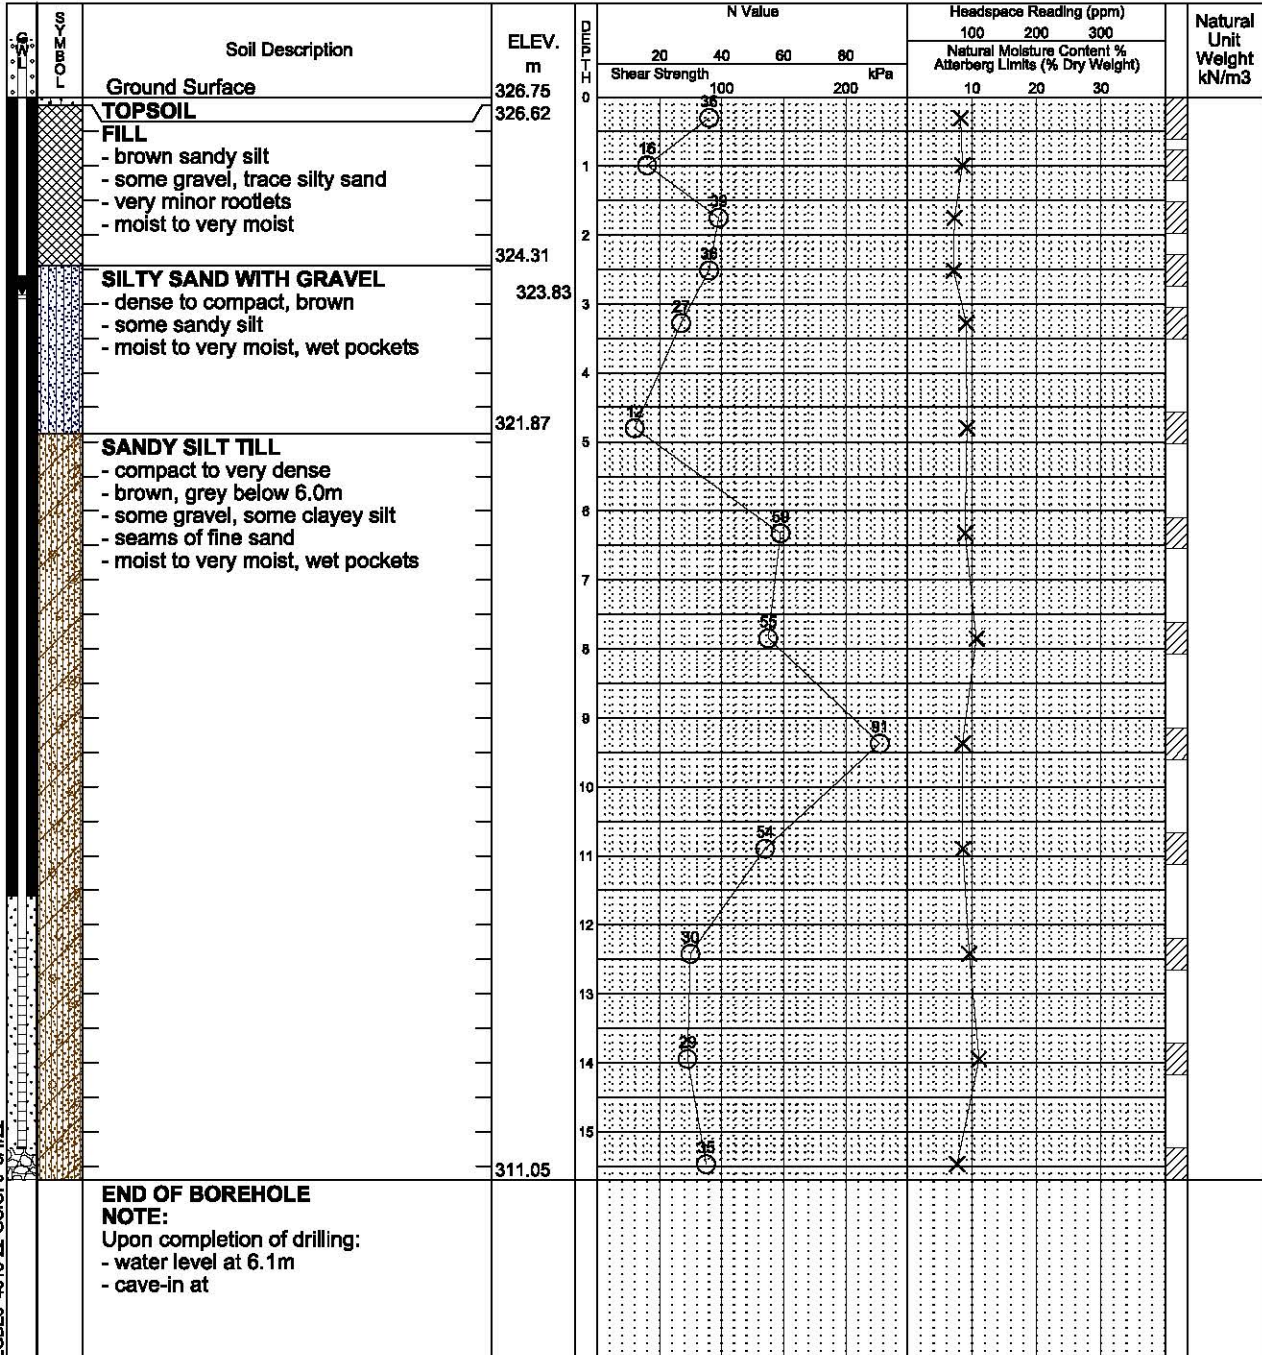 GWL
SYMBOL
Soil Description
ELEV.
m
DEPTH
N Value
20 40 60 80
Shear Strength kPa
100 200
Headspace Reading (ppm)
100 200 300
Natural Moisture Content %
Atterberg Limits (% Dry Weight)
10 20 30
Natural
Unit
Weight
kN/m3
Ground Surface 326.75 0
TOPSOIL 326.62
36
FILL
- brown sandy silt
16
- some gravel, trace silty sand 1
- very minor rootlets
39
- moist to very moist
2
324.31
36
SILTY SAND WITH GRAVEL
323.83
- dense to compact, brown 3
27
- some sandy silt
- moist to very moist, wet pockets
4
12
321.87
5
SANDY SILT TILL
- compact to very dense
- brown, grey below 6.0m
- some gravel, some clayey silt 6
59
- seams of fine sand
- moist to very moist, wet pockets
7
55
8
9
91
10
54
11
12
30
13
29
14
15
35
311.05
END OF BOREHOLE
NOTE:
Upon completion of drilling:
- water level at 6.1m
- cave-in at